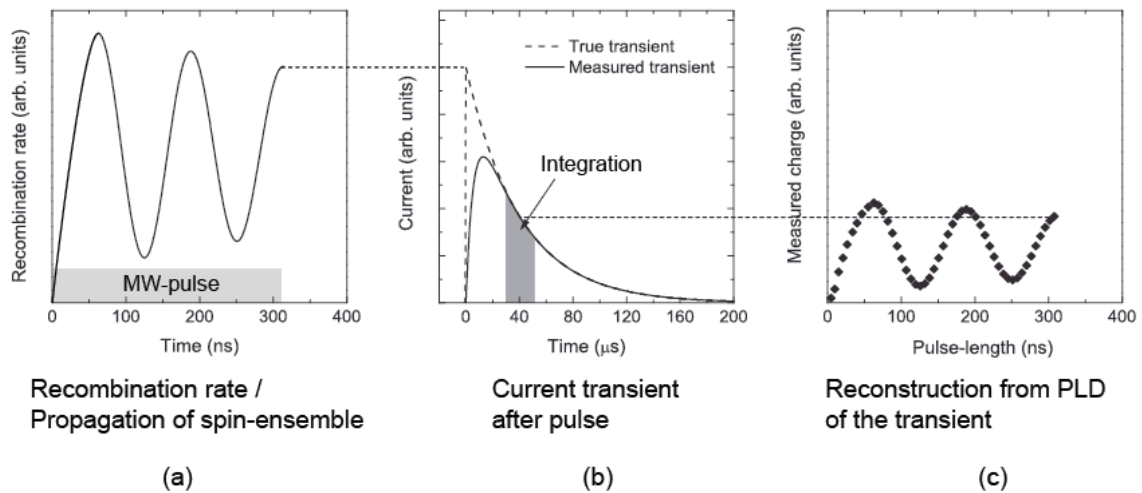 Recombination rate (arb. units)
MW-pulse
0
100
200
300
400
Time (ns)
Recombination rate /
Propagation of spin-ensemble
(a)
Current (arb. units)
True transient
Measured transient
Integration
0
40
80
120
160
200
Time (μs)
Current transient
after pulse
(b)
Measured charge (arb. units)
0
100
200
300
400
Pulse-length (ns)
Reconstruction from PLD
of the transient
(c)